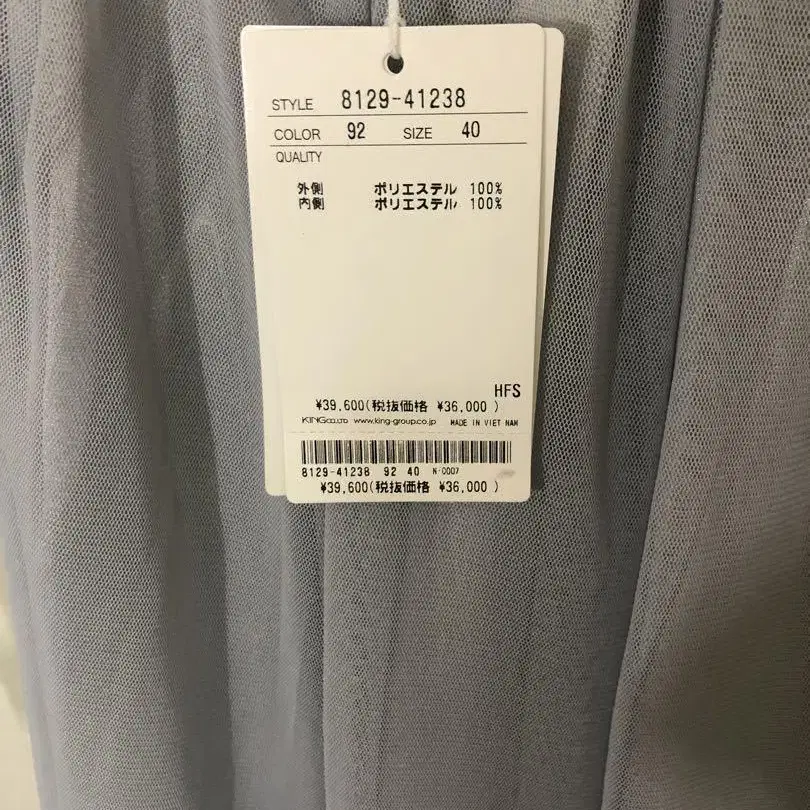 STYLE 8129-41238
COLOR 92 SIZE 40
QUALITY
外側 ポリエステル 100%
内側 ポリエステル 100%
HFS
¥39,600(税抜価格 ¥36,000 )
KING CO.,LTD www.king-group.co.jp MADE IN VIET NAM
8129-41238 92 40 N-0007
¥39,600(税抜価格 ¥36,000 )